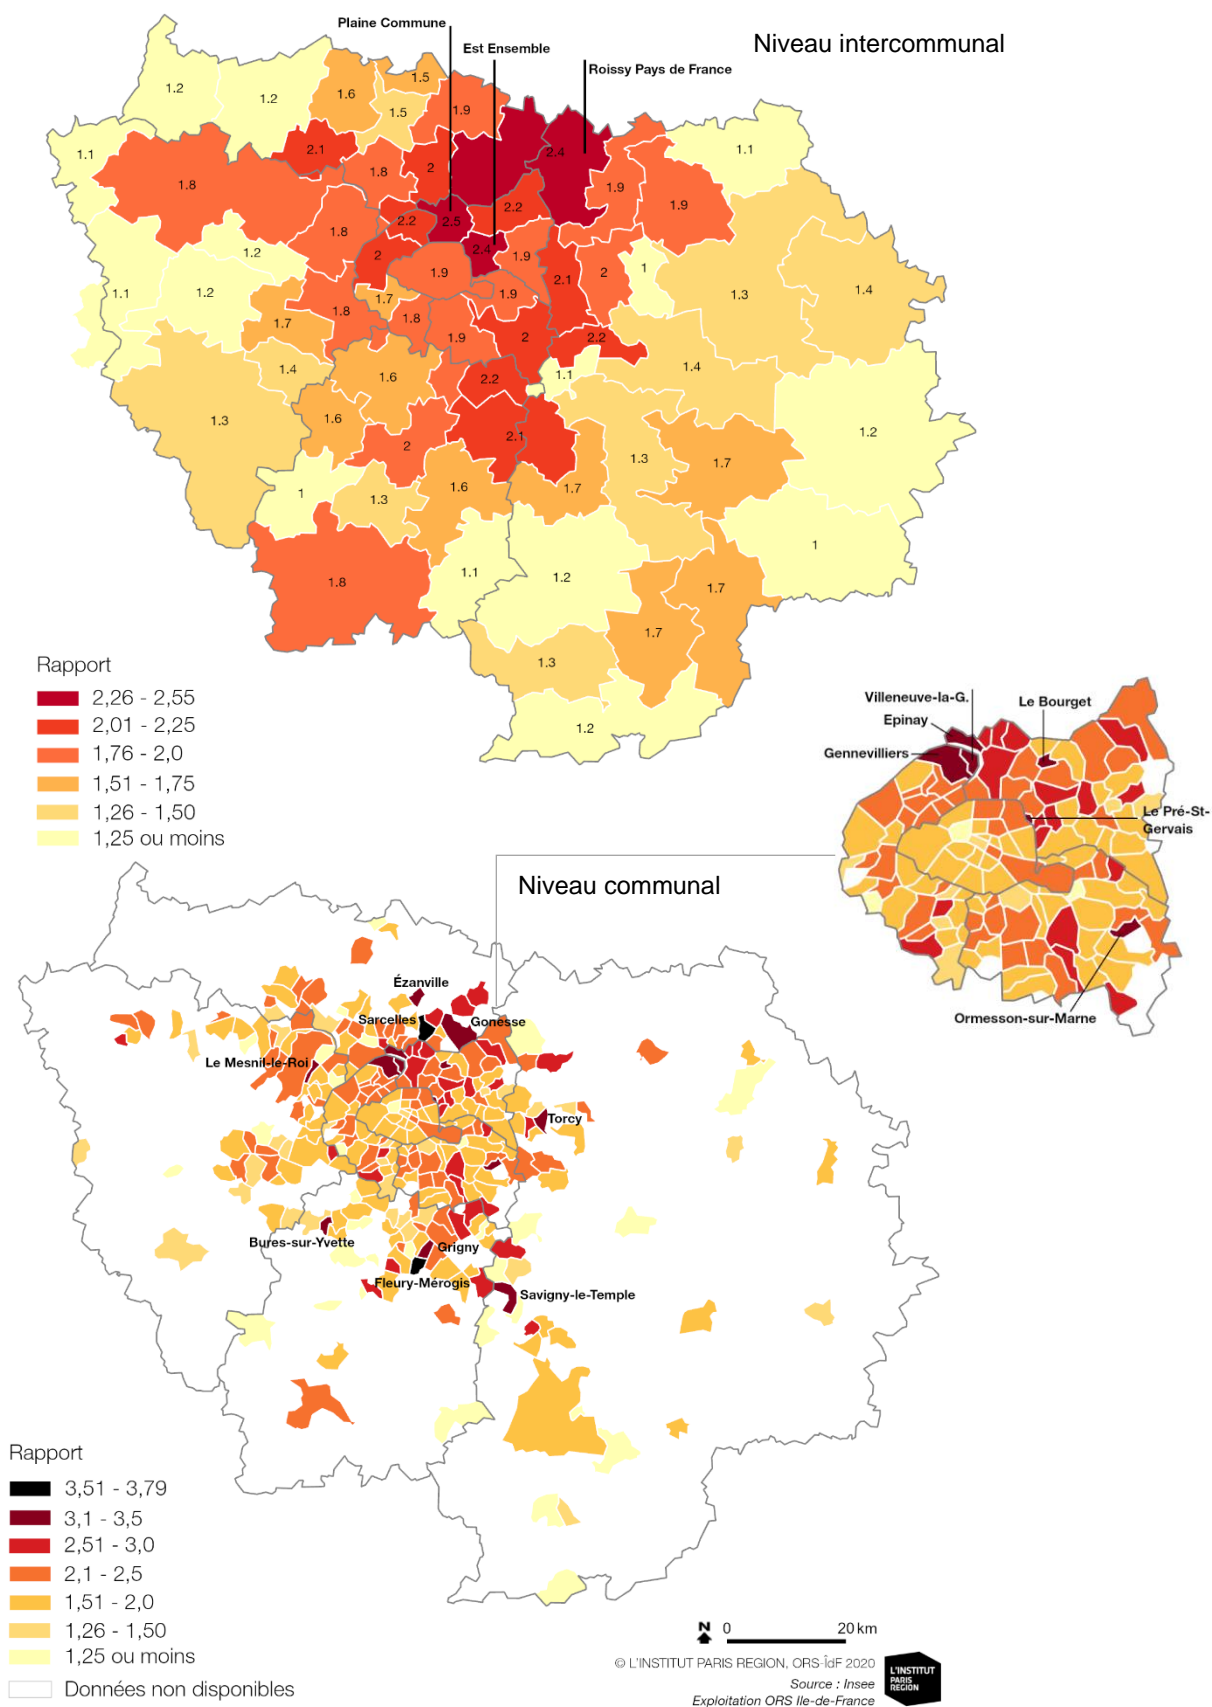 Plaine Commune
Niveau intercommunal
Est Ensemble
Roissy Pays de France
1.2
1.2
1.6
1.5
1.5
1.9
1.1
1.8
2.1
1.8
2
2.4
1.1
1.9
1.9
2.2
2.5
2.2
1.8
1.2
2
2.4
1.9
1.9
1.1
1.2
1.7
1.9
2.1
2
1
1.3
1.4
1.7
1.8
1.8
1.9
2
2.2
1.4
1.4
1.6
2.2
1.1
1.3
1.6
2
2.1
1.3
1.7
1.2
1
1.3
1.6
1.7
1.8
1.1
1.2
1.7
1
1.7
1.3
1.2
Rapport
2,26 - 2,55
2,01 - 2,25
1,76 - 2,0
1,51 - 1,75
1,26 - 1,50
1,25 ou moins
Villeneuve-la-G.
Epinay
Le Bourget
Gennevilliers
Le Pré-St-
Gervais
Ormesson-sur-Marne
Niveau communal
Ézanville
Sarcelles
Gonesse
Le Mesnil-le-Roi
Torcy
Bures-sur-Yvette
Grigny
Fleury-Mérogis
Savigny-le-Temple
Rapport
3,51 - 3,79
3,1 - 3,5
2,51 - 3,0
2,1 - 2,5
1,51 - 2,0
1,26 - 1,50
1,25 ou moins
Données non disponibles
N
0 20 km
© L'INSTITUT PARIS REGION, ORS-ÎdF 2020
Source : Insee
Exploitation ORS Ile-de-France
L'INSTITUT
PARIS
REGION